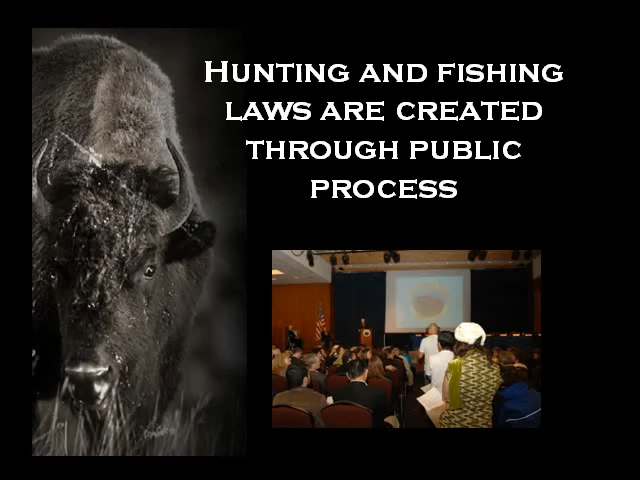 HUNTING AND FISHING
LAWS ARE CREATED
THROUGH PUBLIC
PROCESS